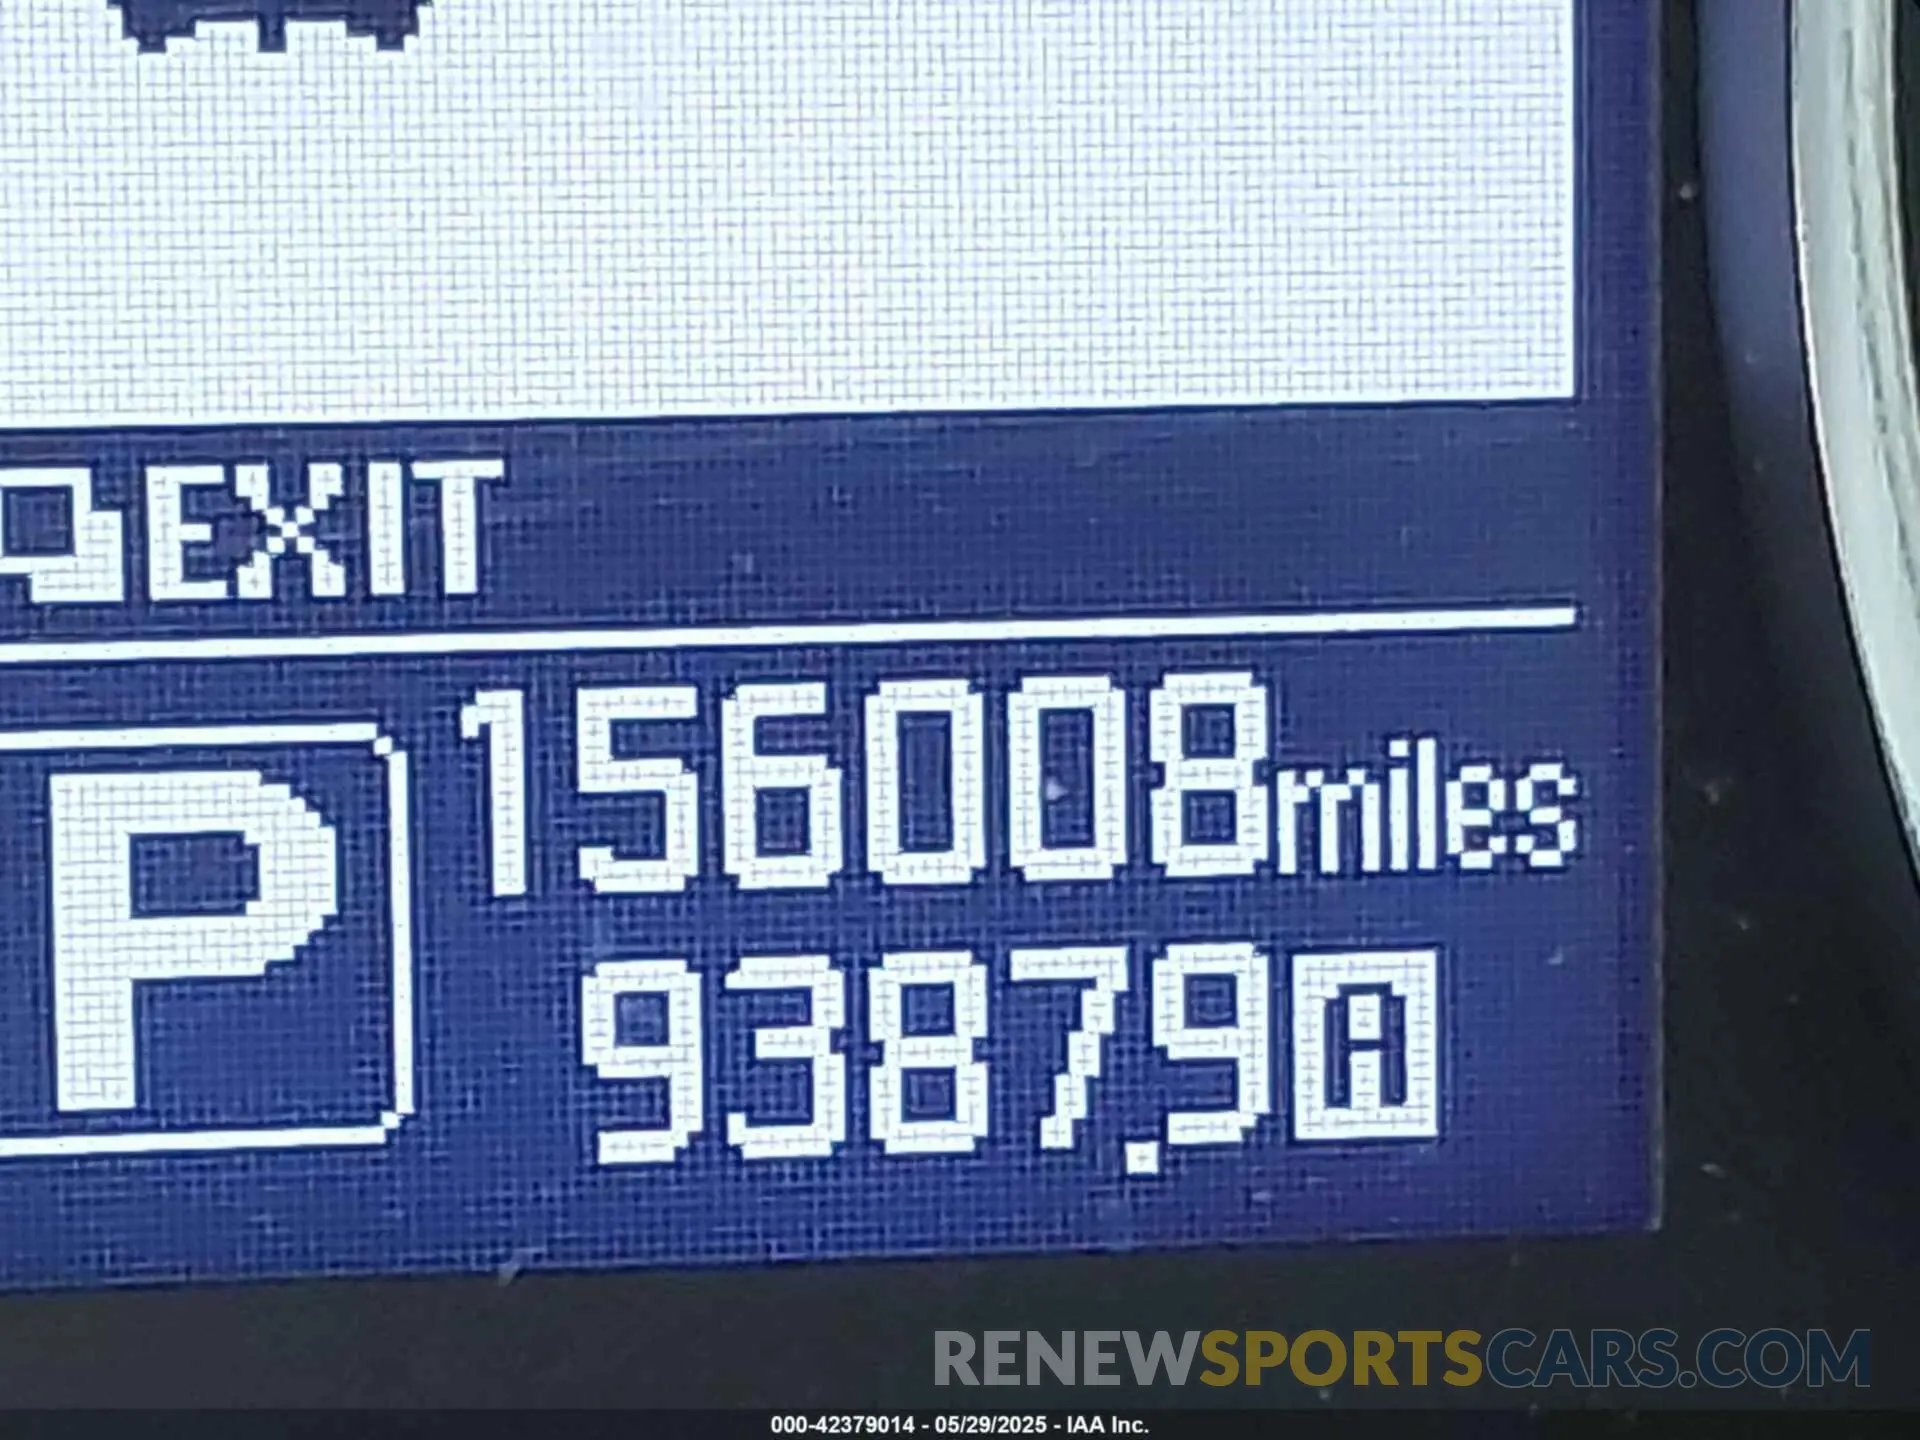 EXIT
P
156008miles
9387.9A
RENEWSPORTSCARS.COM
000-42379014 - 05/29/2025 - IAA Inc.